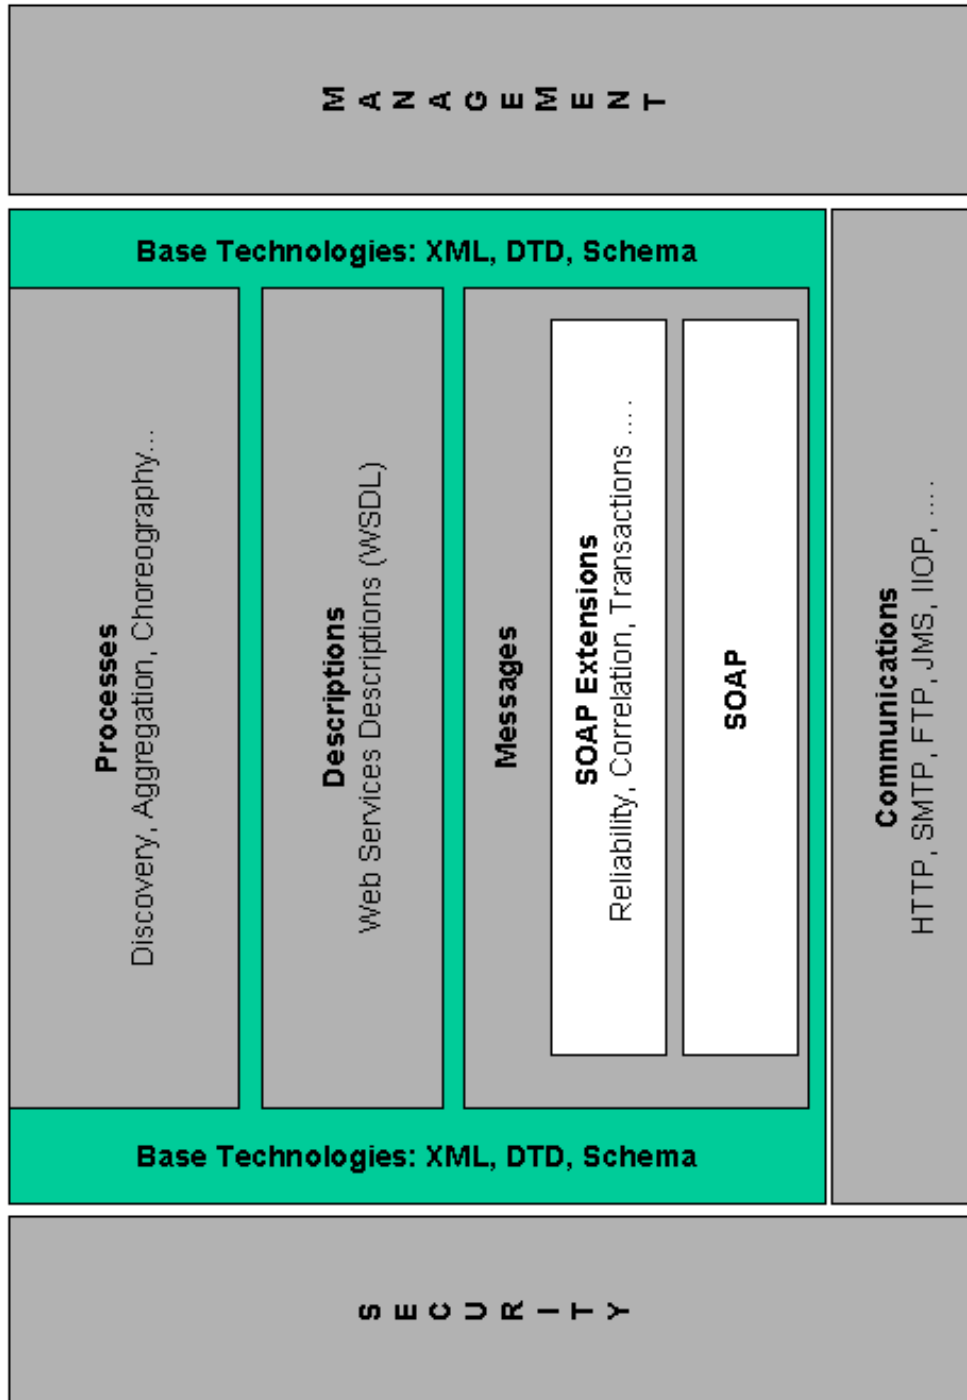 MANAGEMENT
Base Technologies: XML, DTD, Schema
Processes
Discovery, Aggregation, Choreography...
Descriptions
Web Services Descriptions (WSDL)
Messages
SOAP Extensions
Reliability, Correlation, Transactions ....
SOAP
Base Technologies: XML, DTD, Schema
Communications
HTTP, SMTP, FTP, JMS, IIOP, ....
SECURITY